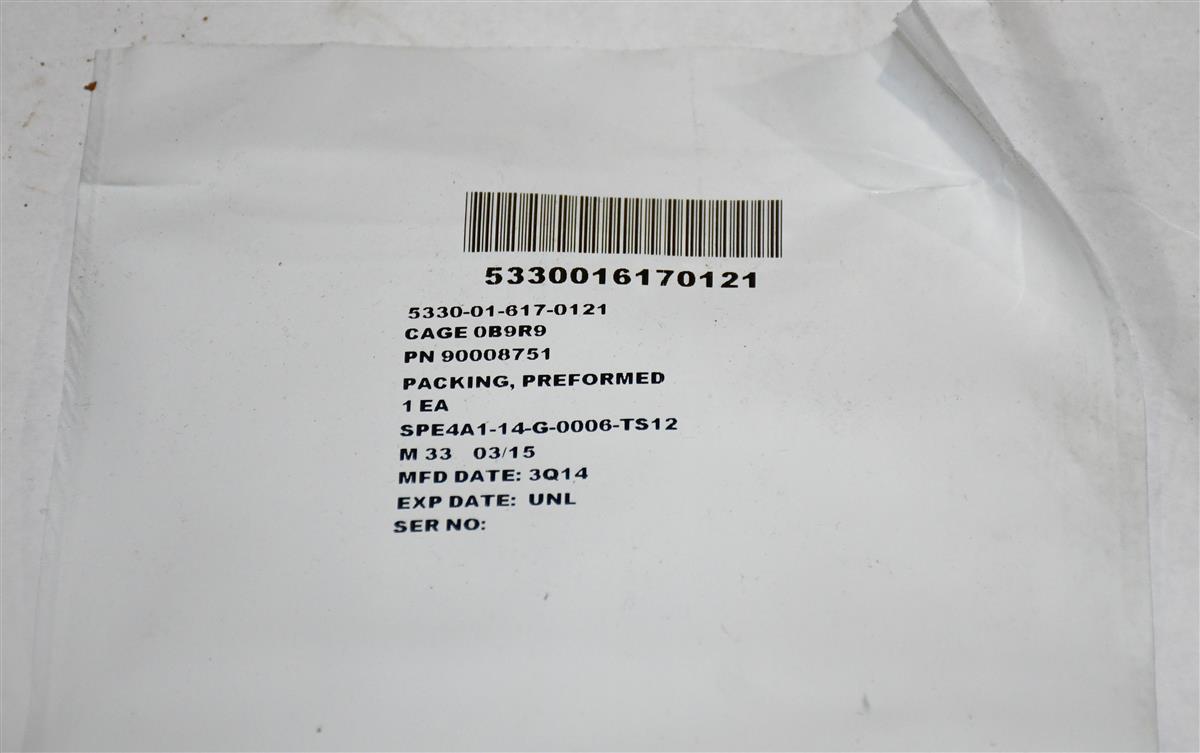 5330016170121
5330-01-617-0121
CAGE 0B9R9
PN 90008751
PACKING, PREFORMED
1 EA
SPE4A1-14-G-0006-TS12
M 33 03/15
MFD DATE: 3Q14
EXP DATE: UNL
SER NO: